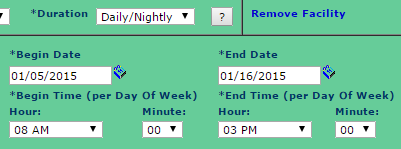 *Duration Daily/Nightly ? Remove Facility
*Begin Date *End Date
01/05/2015 01/16/2015
*Begin Time (per Day Of Week) *End Time (per Day Of Week)
Hour: Minute: Hour: Minute:
08 AM 00 03 PM 00